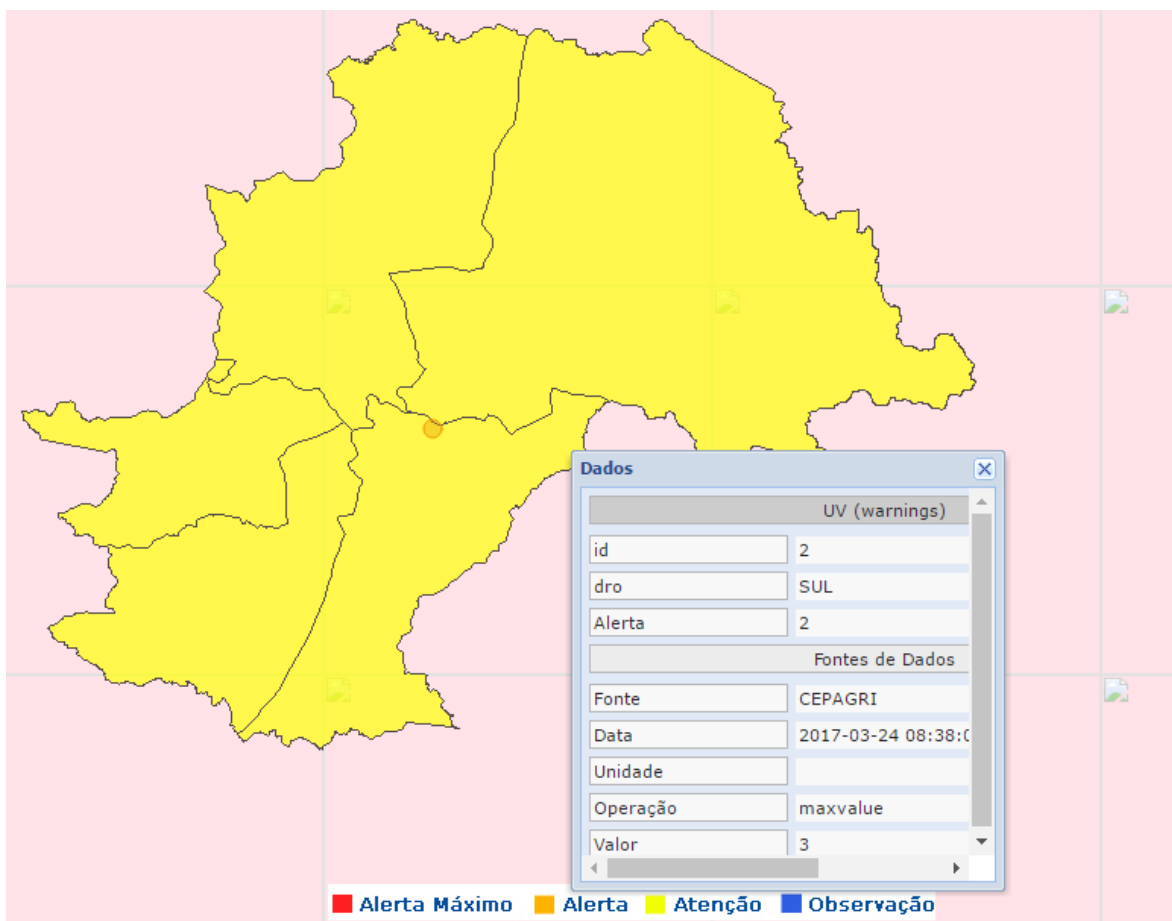 Dados
UV (warnings)
id 2
dro SUL
Alerta 2
Fontes de Dados
Fonte CEPAGRI
Data 2017-03-24 08:38:0
Unidade
Operação maxvalue
Valor 3
Alerta Máximo Alerta Atenção Observação